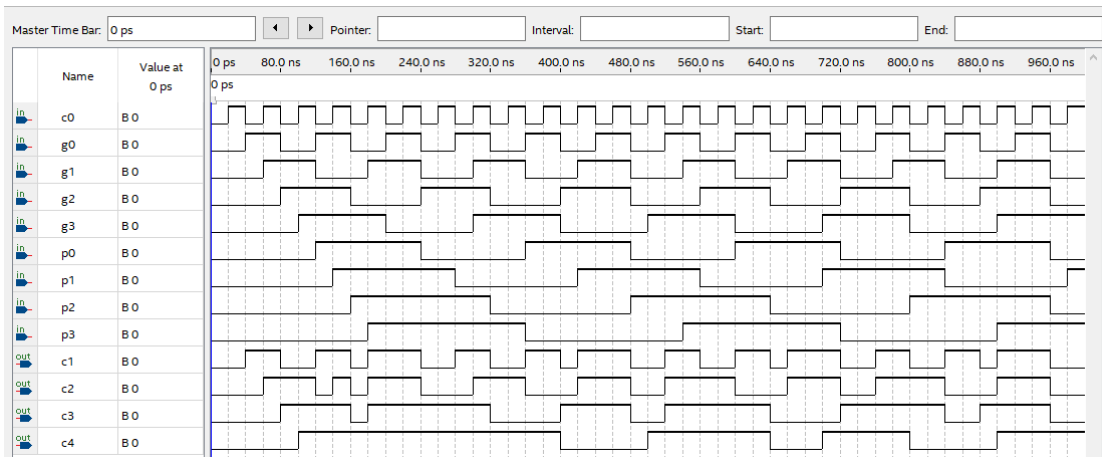 Master Time Bar: 0 ps Pointer: Interval: Start: End:
Name Value at 0 ps 0 ps 80.0 ns 160.0 ns 240.0 ns 320.0 ns 400.0 ns 480.0 ns 560.0 ns 640.0 ns 720.0 ns 800.0 ns 880.0 ns 960.0 ns
0 ps
in c0 B 0
in g0 B 0
in g1 B 0
in g2 B 0
in g3 B 0
in p0 B 0
in p1 B 0
in p2 B 0
in p3 B 0
out c1 B 0
out c2 B 0
out c3 B 0
out c4 B 0